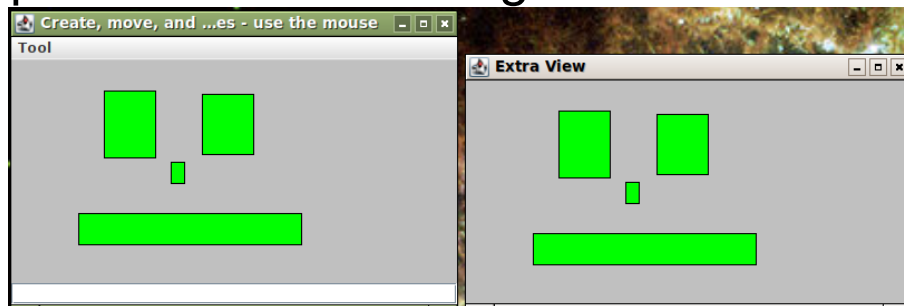 Create, move, and ...es - use the mouse
Tool
Extra View